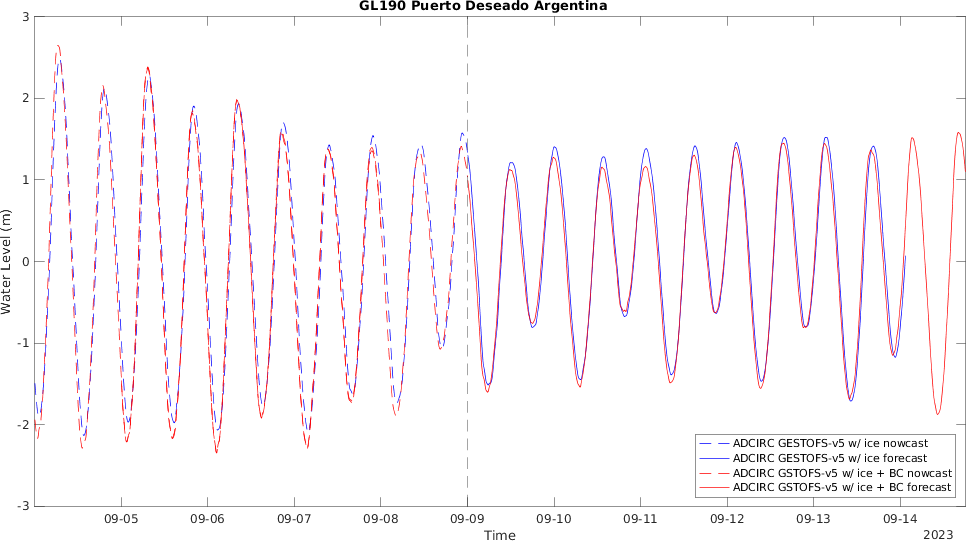 GL190 Puerto Deseado Argentina
3
2
1
0
-1
-2
-3
Water Level (m)
09-05
09-06
09-07
09-08
09-09
09-10
09-11
09-12
09-13
09-14
Time
2023
ADCIRC GESTOFS-v5 w/ ice nowcast
ADCIRC GESTOFS-v5 w/ ice forecast
ADCIRC GSTOFS-v5 w/ ice + BC nowcast
ADCIRC GSTOFS-v5 w/ ice + BC forecast